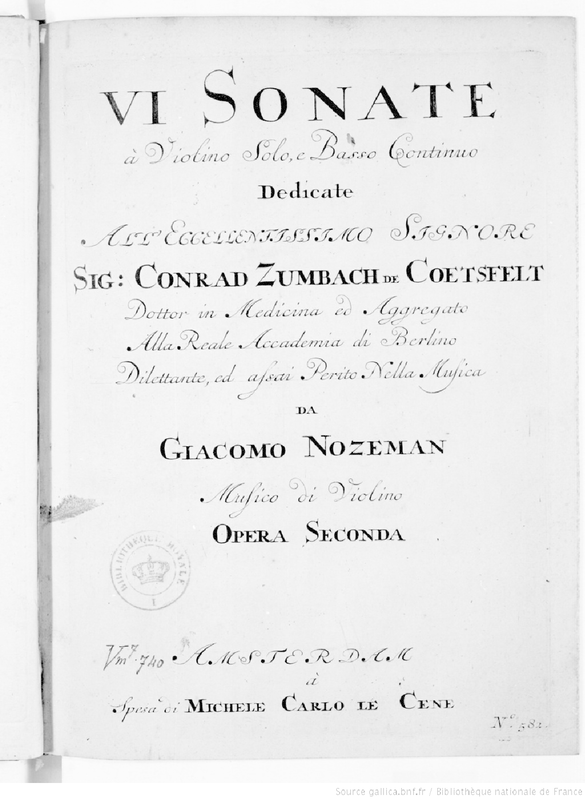 VI SONATE
à Violino Solo, e Basso Continuo
Dedicate
ALL' ECCELLENTISSIMO SIGNORE
SIG: CONRAD ZUMBACH DE COETSFELT
Dottor in Medicina ed Aggregato
Alla Reale Accademia di Berlino
Dilettante, ed aſsai Perito Nella Muſica
DA
GIACOMO NOZEMAN
Muſico di Violino
OPERA SECONDA
BIBLIOTHEQUE ROYALE
Vm⁷. 740
AMSTERDAM
à
Spesa di MICHELE CARLO LE CENE
Nº. 582
Source gallica.bnf.fr / Bibliothèque nationale de France